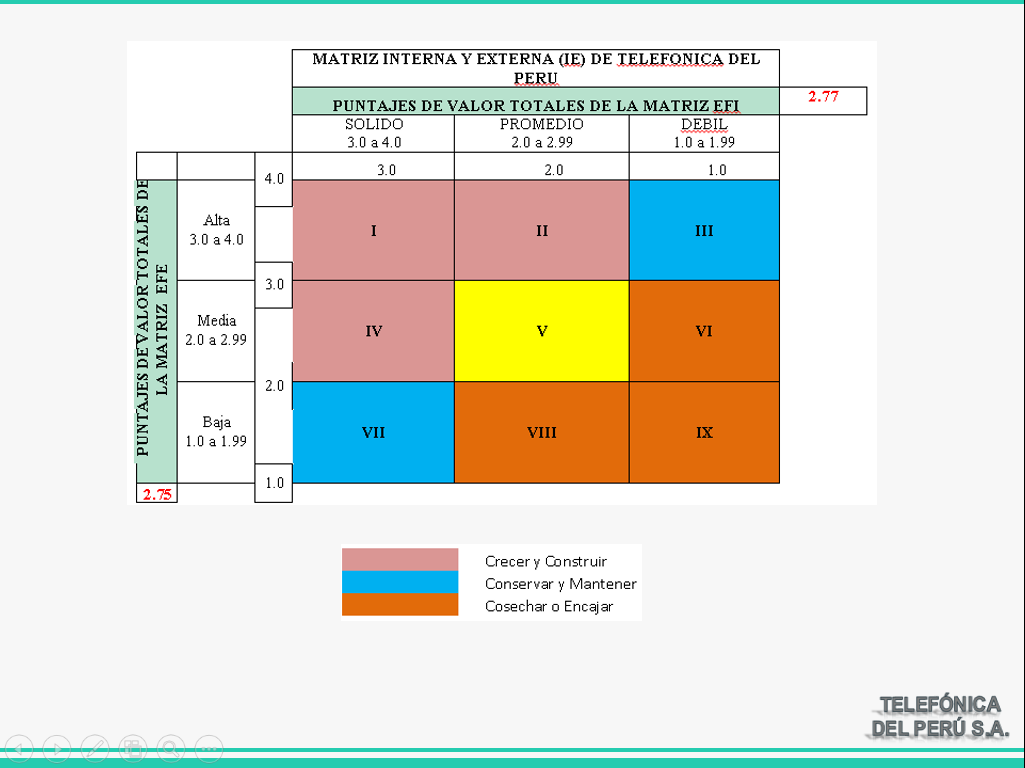 MATRIZ INTERNA Y EXTERNA (IE) DE TELEFONICA DEL
PERU
PUNTAJES DE VALOR TOTALES DE LA MATRIZ EFI
2.77
SOLIDO
3.0 a 4.0
PROMEDIO
2.0 a 2.99
DEBIL
1.0 a 1.99
3.0
2.0
1.0
PUNTAJES DE VALOR TOTALES DE
LA MATRIZ EFE
4.0
Alta
3.0 a 4.0
I
II
III
3.0
Media
2.0 a 2.99
IV
V
VI
2.0
Baja
1.0 a 1.99
VII
VIII
IX
1.0
2.75
Crecer y Construir
Conservar y Mantener
Cosechar o Encajar
TELEFÓNICA
DEL PERÚ S.A.